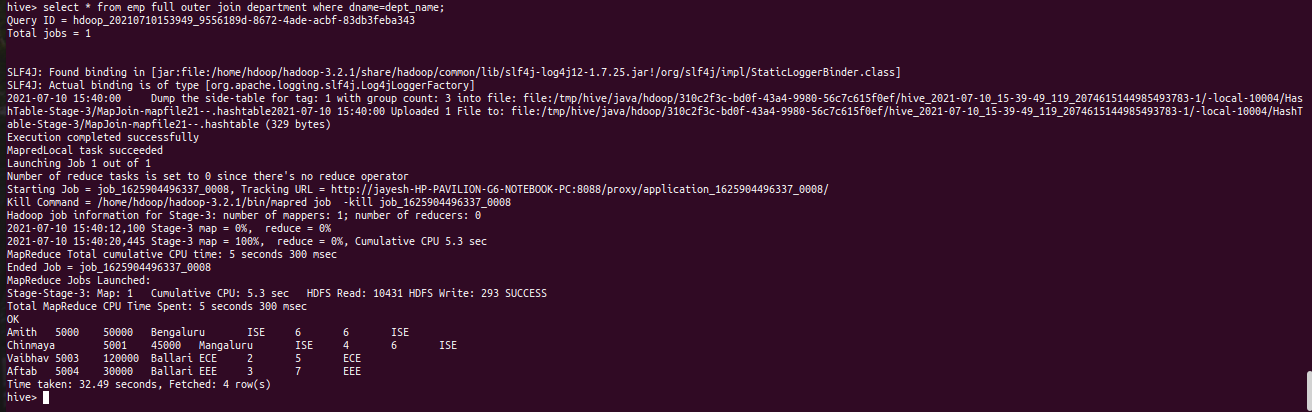 hive> select * from emp full outer join department where dname=dept_name;
Query ID = hdoop_20210710153949_9556189d-8672-4ade-acbf-83db3feba343
Total jobs = 1
SLF4J: Found binding in [jar:file:/home/hdoop/hadoop-3.2.1/share/hadoop/common/lib/slf4j-log4j12-1.7.25.jar!/org/slf4j/impl/StaticLoggerBinder.class]
SLF4J: Actual binding is of type [org.apache.logging.slf4j.Log4jLoggerFactory]
2021-07-10 15:40:00     Dump the side-table for tag: 1 with group count: 3 into file: file:/tmp/hive/java/hdoop/310c2f3c-bd0f-43a4-9980-56c7c615f0ef/hive_2021-07-10_15-39-49_119_2074615144985493783-1/-local-10004/Has
hTable-Stage-3/MapJoin-mapfile21--.hashtable2021-07-10 15:40:00 Uploaded 1 File to: file:/tmp/hive/java/hdoop/310c2f3c-bd0f-43a4-9980-56c7c615f0ef/hive_2021-07-10_15-39-49_119_2074615144985493783-1/-local-10004/HashT
able-Stage-3/MapJoin-mapfile21--.hashtable (329 bytes)
Execution completed successfully
MapredLocal task succeeded
Launching Job 1 out of 1
Number of reduce tasks is set to 0 since there's no reduce operator
Starting Job = job_1625904496337_0008, Tracking URL = http://jayesh-HP-PAVILION-G6-NOTEBOOK-PC:8088/proxy/application_1625904496337_0008/
Kill Command = /home/hdoop/hadoop-3.2.1/bin/mapred job  -kill job_1625904496337_0008
Hadoop job information for Stage-3: number of mappers: 1; number of reducers: 0
2021-07-10 15:40:12,100 Stage-3 map = 0%,  reduce = 0%
2021-07-10 15:40:20,445 Stage-3 map = 100%,  reduce = 0%, Cumulative CPU 5.3 sec
MapReduce Total cumulative CPU time: 5 seconds 300 msec
Ended Job = job_1625904496337_0008
MapReduce Jobs Launched:
Stage-Stage-3: Map: 1   Cumulative CPU: 5.3 sec   HDFS Read: 10431 HDFS Write: 293 SUCCESS
Total MapReduce CPU Time Spent: 5 seconds 300 msec
OK
Amith   5000    50000   Bengaluru       ISE     6       6       ISE
Chinmaya        5001    45000   Mangaluru       ISE     4       6       ISE
Vaibhav 5003    120000  Ballari ECE     2       5       ECE
Aftab   5004    30000   Ballari EEE     3       7       EEE
Time taken: 32.49 seconds, Fetched: 4 row(s)
hive>